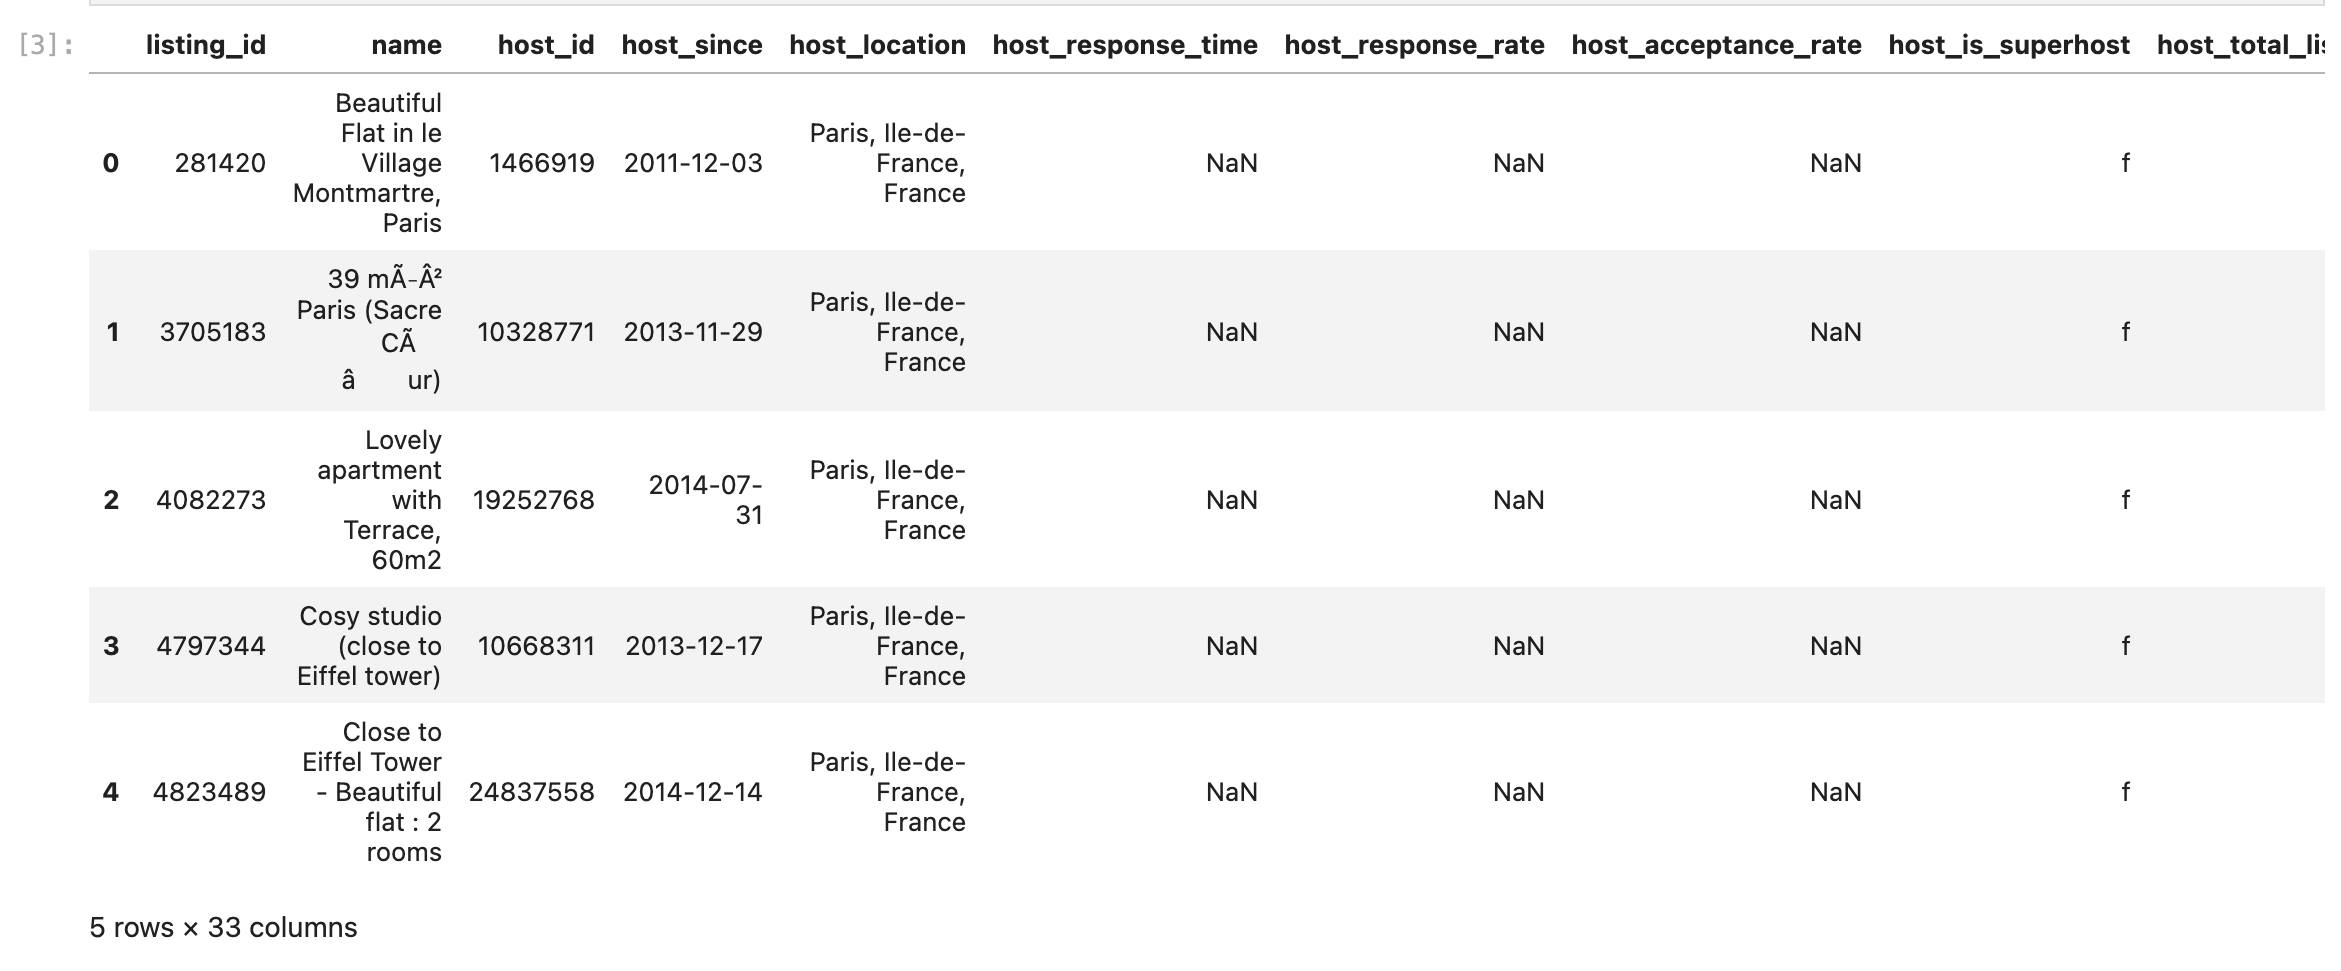 [3]:
listing_id name host_id host_since host_location host_response_time host_response_rate host_acceptance_rate host_is_superhost host_total_lis
0 281420 Beautiful Flat in le Village Montmartre, Paris 1466919 2011-12-03 Paris, Ile-de-France, France NaN NaN NaN f
1 3705183 39 mÃ-Â² Paris (Sacre CÃ â ur) 10328771 2013-11-29 Paris, Ile-de-France, France NaN NaN NaN f
2 4082273 Lovely apartment with Terrace, 60m2 19252768 2014-07-31 Paris, Ile-de-France, France NaN NaN NaN f
3 4797344 Cosy studio (close to Eiffel tower) 10668311 2013-12-17 Paris, Ile-de-France, France NaN NaN NaN f
4 4823489 Close to Eiffel Tower - Beautiful flat : 2 rooms 24837558 2014-12-14 Paris, Ile-de-France, France NaN NaN NaN f
5 rows × 33 columns